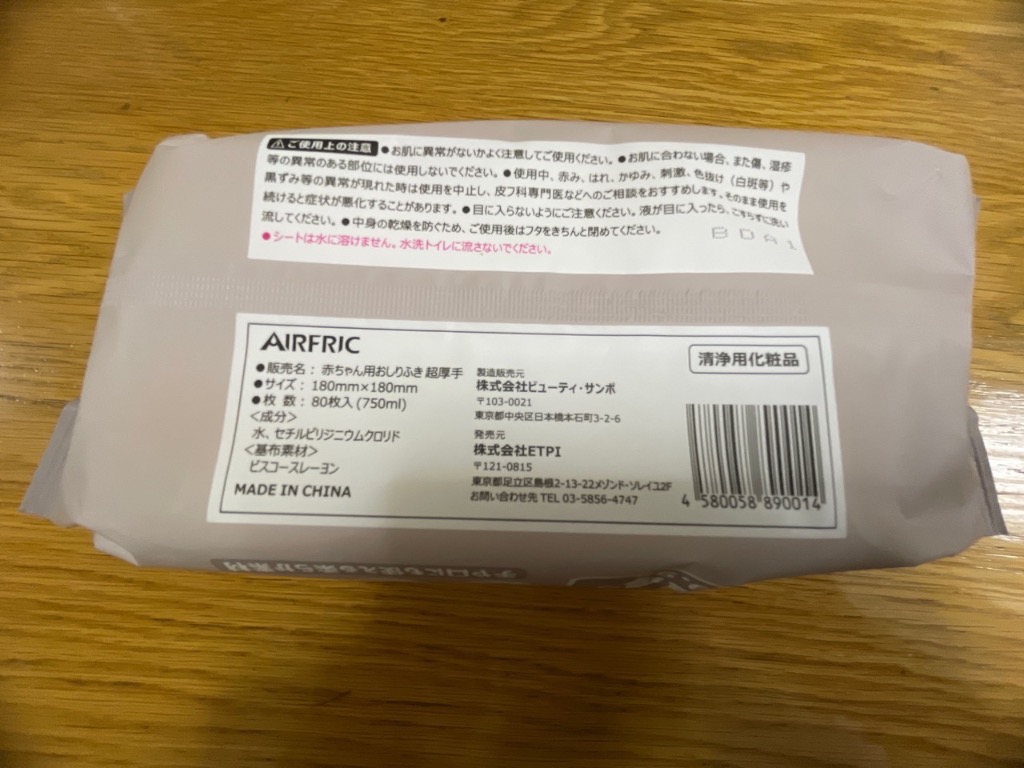 ⚠ご使用上の注意 ●お肌に異常がないかよく注意してご使用ください。●お肌に合わない場合、また傷、湿疹
等の異常のある部位には使用しないでください。●使用中、赤み、はれ、かゆみ、刺激、色抜け（白斑等）や
黒ずみ等の異常が現れた時は使用を中止し、皮フ科専門医などへのご相談をおすすめします。そのまま使用を
続けると症状が悪化することがあります。●目に入らないようにご注意ください。液が目に入ったら、こすらずに洗い
流してください。●中身の乾燥を防ぐため、ご使用後はフタをきちんと閉めてください。
●シートは水に溶けません。水洗トイレに流さないでください。
BDA1
AIRFRIC
●販売名：赤ちゃん用おしりふき 超厚手
●サイズ：180mm×180mm
●枚 数：80枚入 (750ml)
<成分>
水、セチルピリジニウムクロリド
<基布素材>
ビスコースレーヨン
MADE IN CHINA
製造販売元
株式会社ビューティ・サンポ
〒103-0021
東京都中央区日本橋本石町3-2-6
発売元
株式会社ETPI
〒121-0815
東京都足立区島根2-13-22メゾンド・ソレイユ2F
お問い合わせ先 TEL 03-5856-4747
清浄用化粧品
4 580058 890014
手や口にも使える柔らか素材